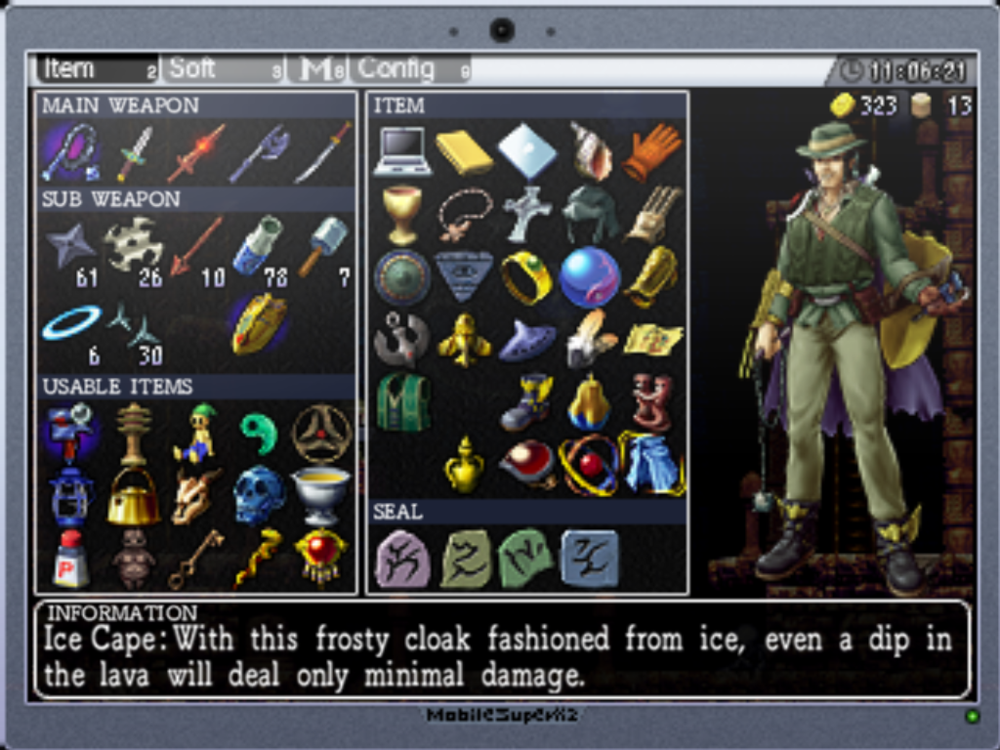 Item 2 Soft 3 M 8 Config 9 11:06:21
323 13
MAIN WEAPON
ITEM
SUB WEAPON
61 26 10 78 7
6 30
USABLE ITEMS
P
SEAL
INFORMATION
Ice Cape:With this frosty cloak fashioned from ice, even a dip in
the lava will deal only minimal damage.
MobileSuperX2